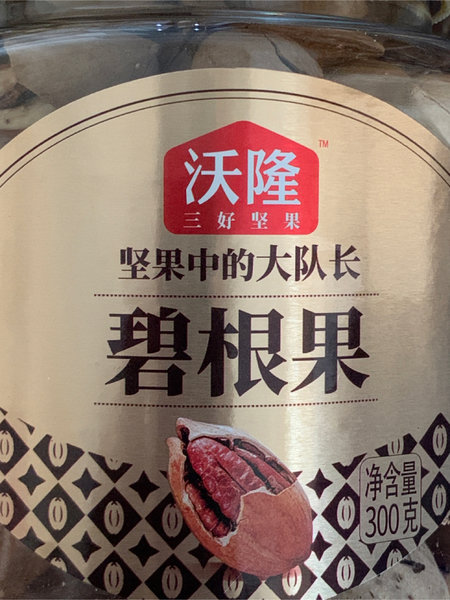 沃隆
TM
三好坚果
坚果中的大队长
碧根果
净含量
300克